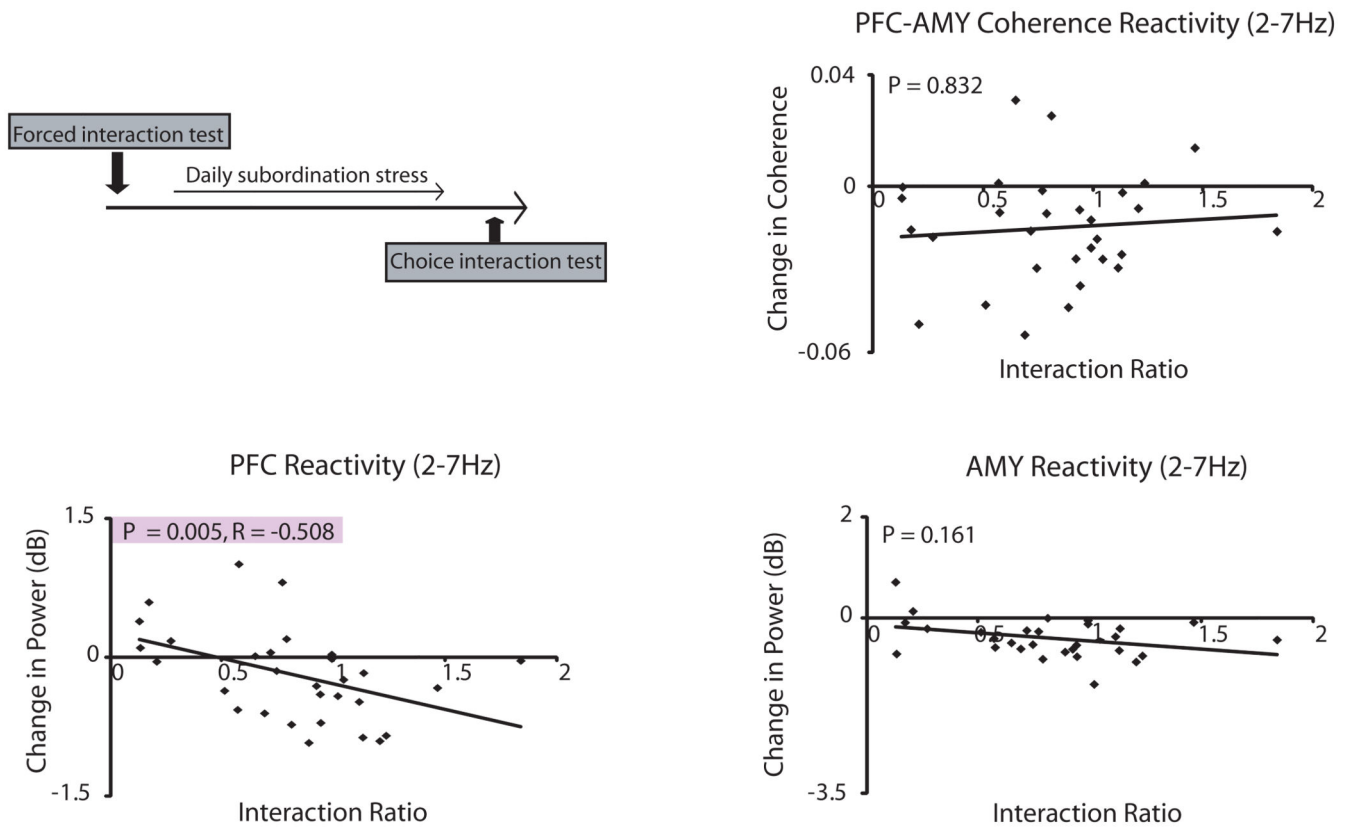 Forced interaction test
Daily subordination stress
Choice interaction test
PFC-AMY Coherence Reactivity (2-7Hz)
P = 0.832
Change in Coherence
0.04
0
-0.06
0
0.5
1
1.5
2
Interaction Ratio
PFC Reactivity (2-7Hz)
P = 0.005, R = -0.508
Change in Power (dB)
1.5
0
-1.5
0
0.5
1
1.5
2
Interaction Ratio
AMY Reactivity (2-7Hz)
P = 0.161
Change in Power (dB)
2
0
-3.5
0
0.5
1
1.5
2
Interaction Ratio